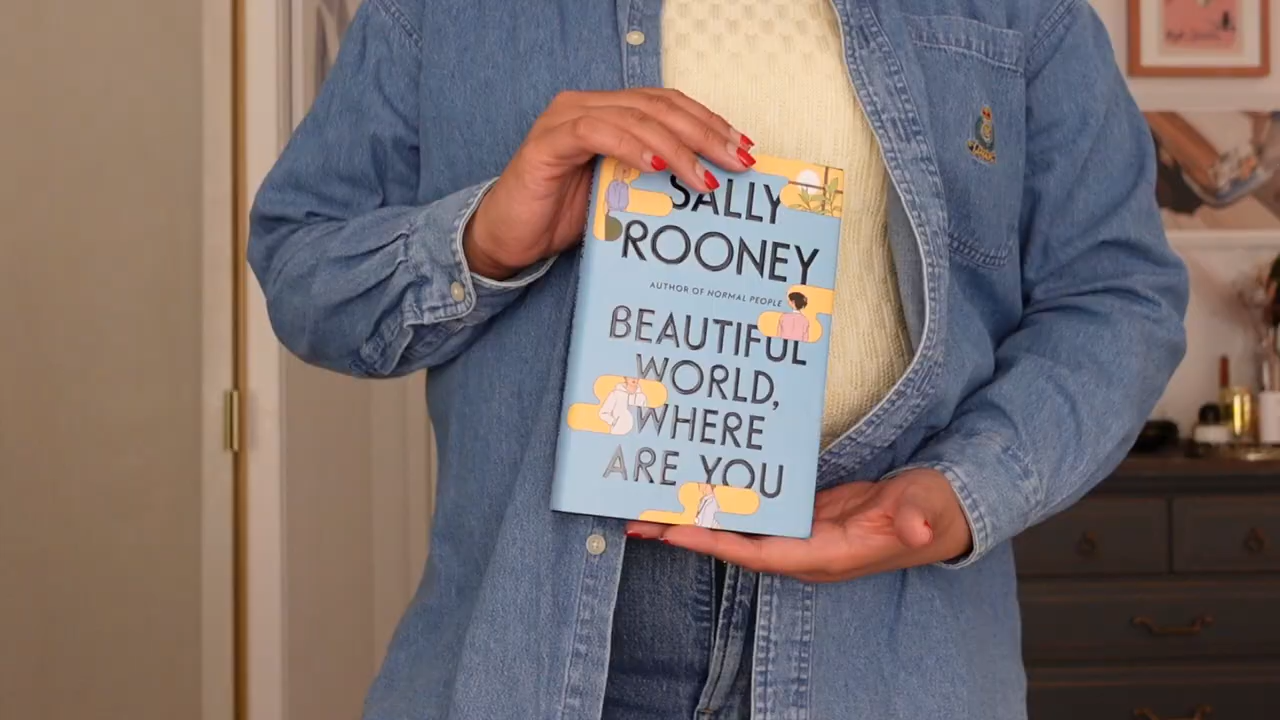 SALLY
ROONEY
AUTHOR OF NORMAL PEOPLE
BEAUTIFUL
WORLD,
WHERE
ARE YOU